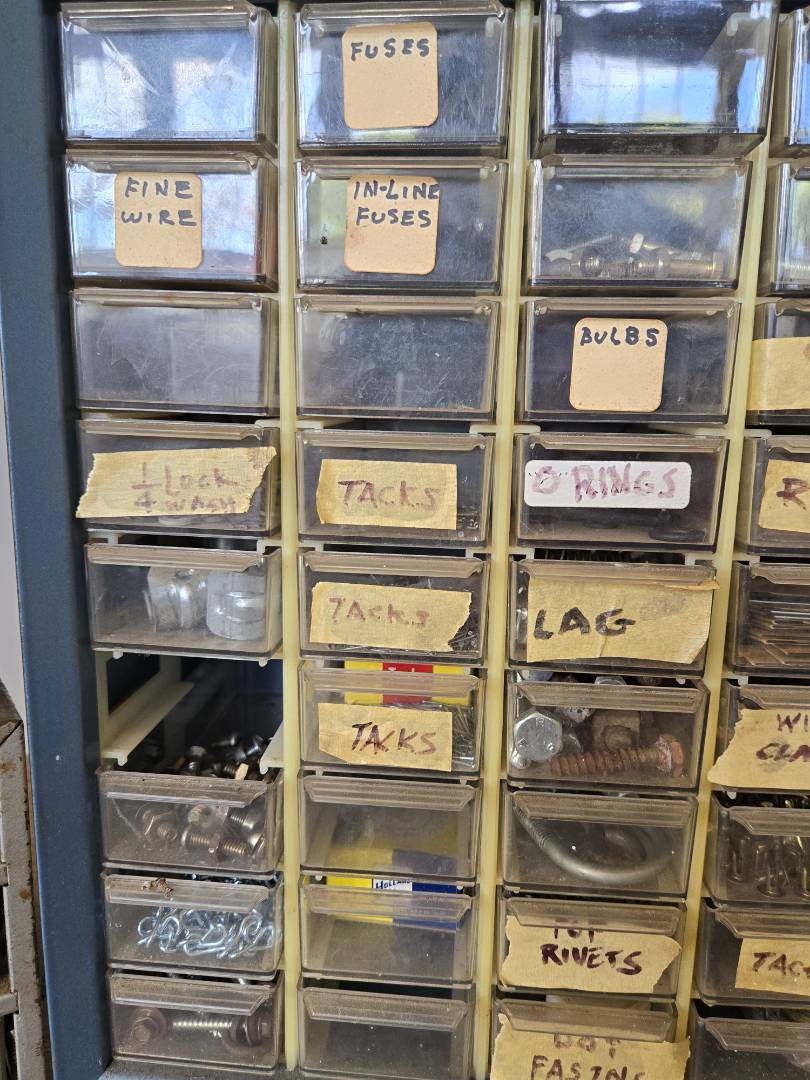 FUSES
FINE
WIRE
IN-LINE
FUSES
BULBS
1/4 LOCK
WASH
TACKS
O RINGS
TACKS
LAG
TACKS
RIVETS